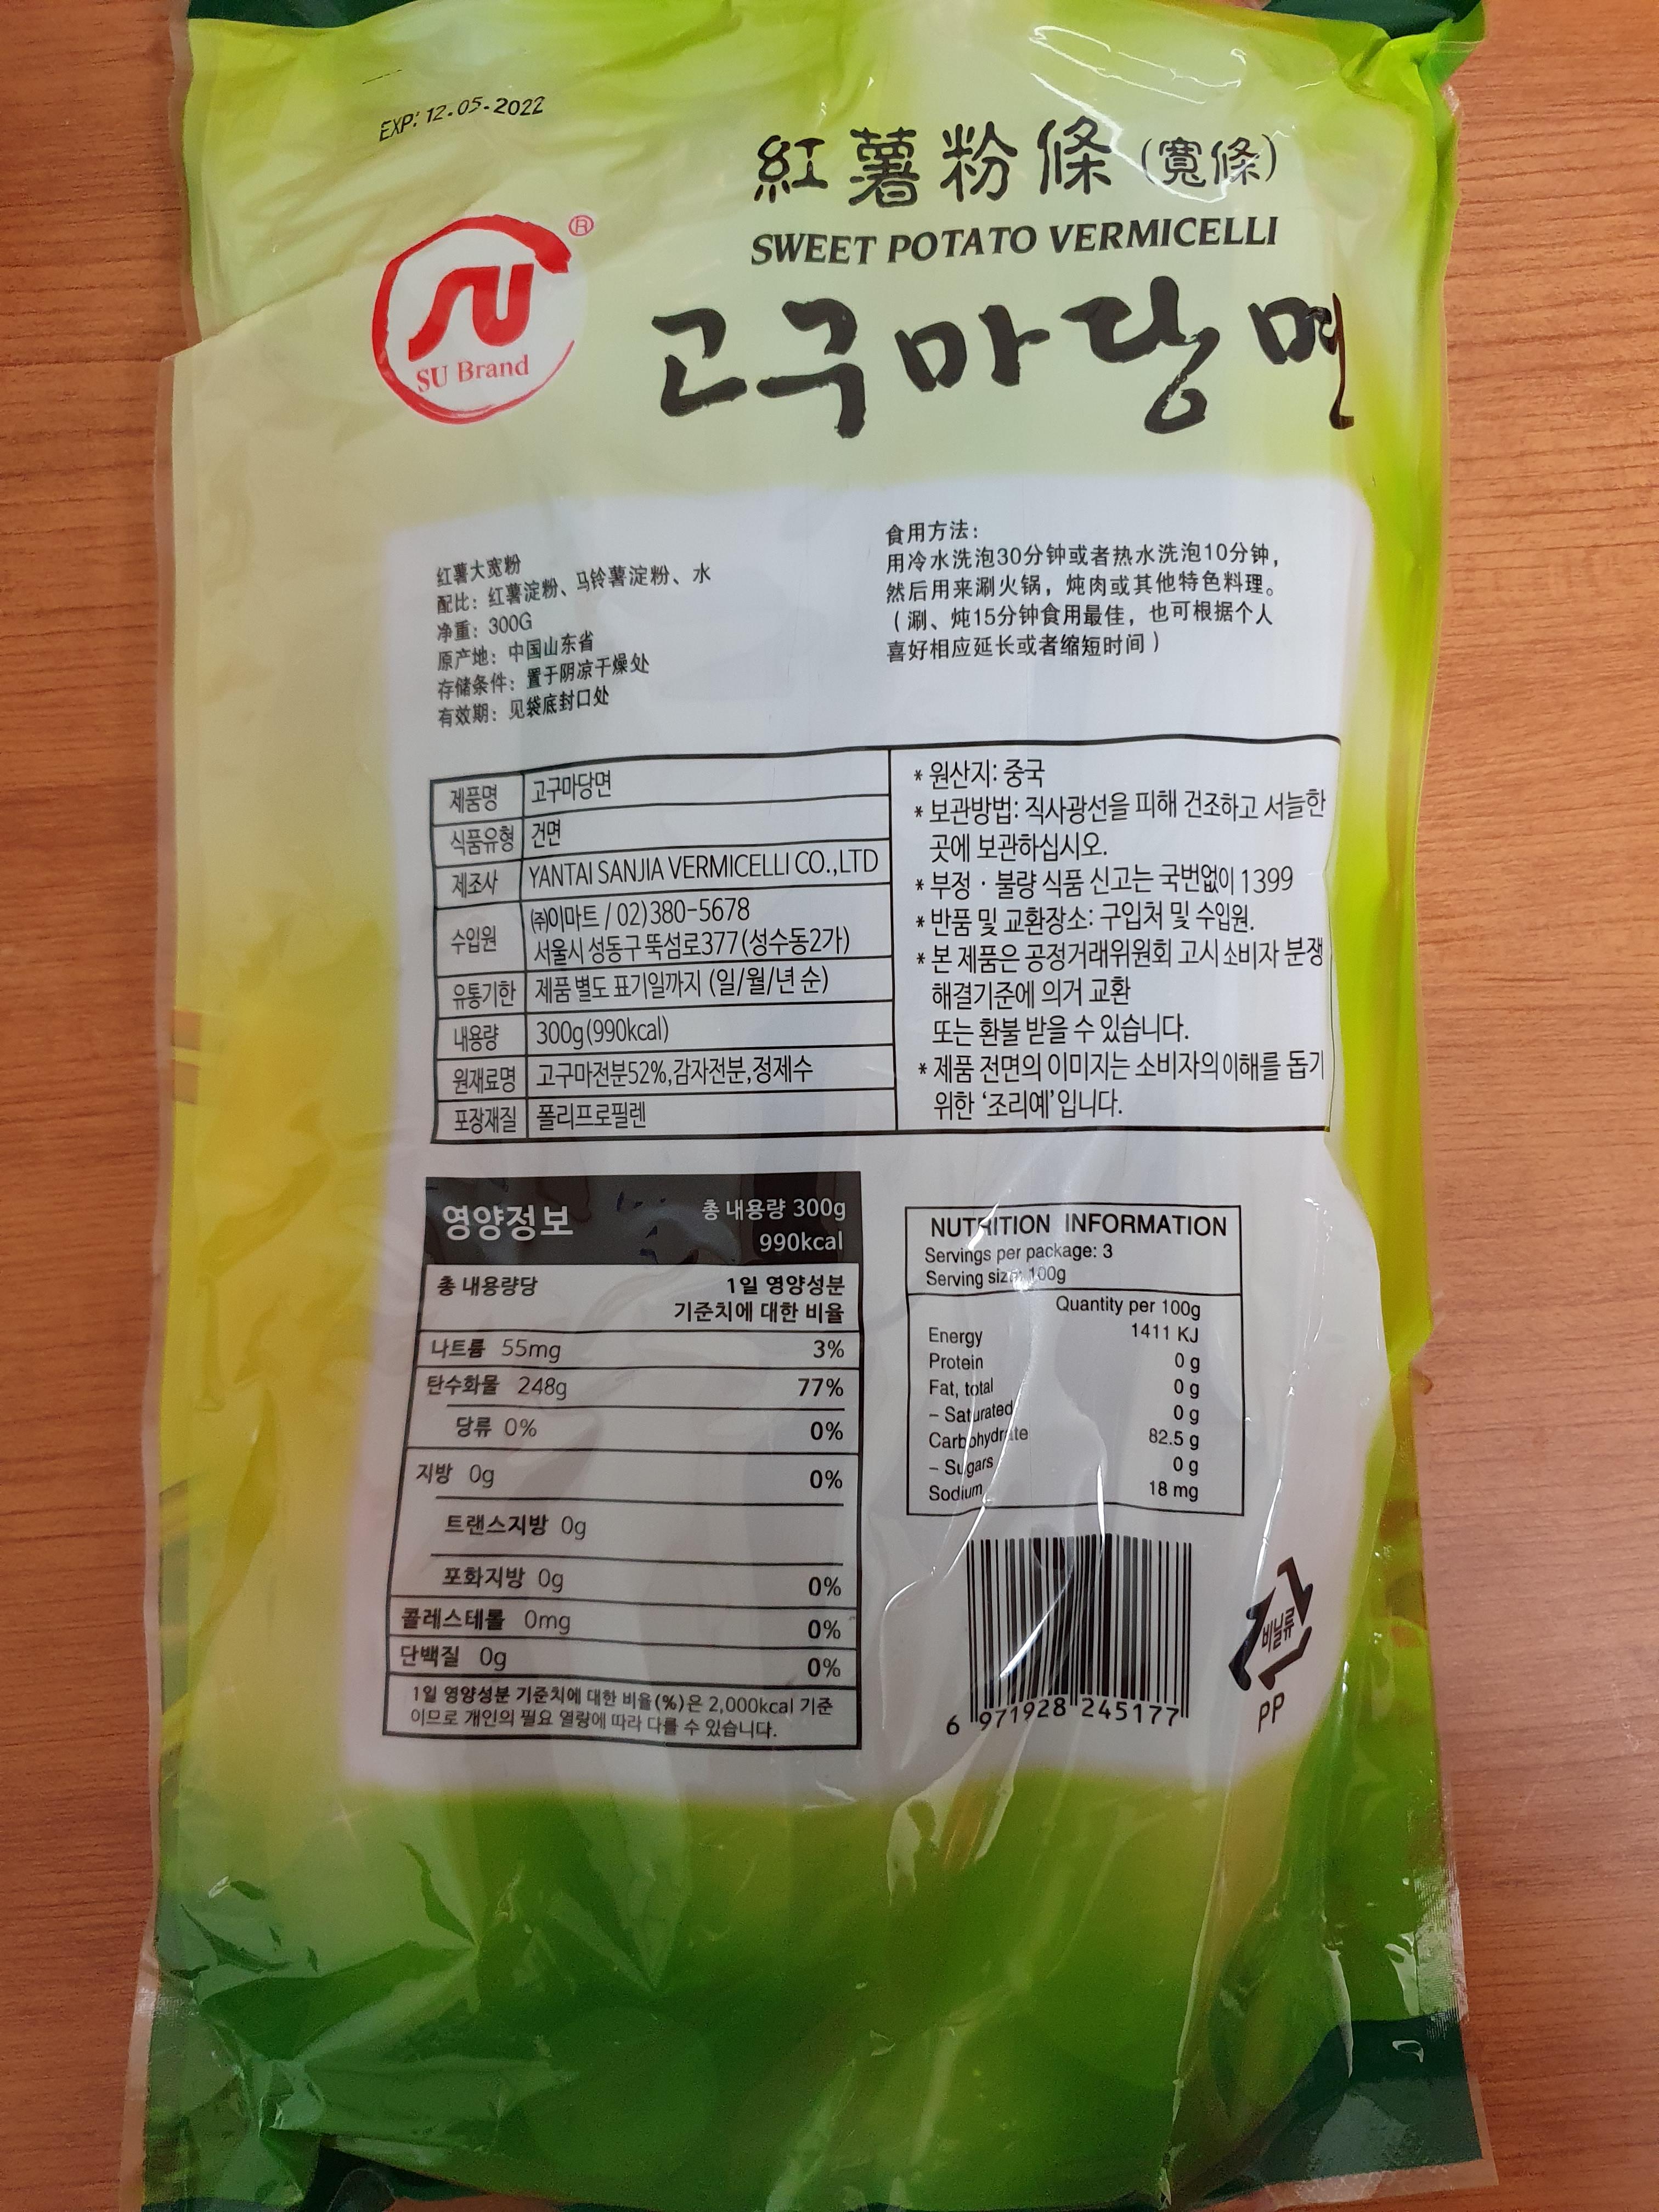 EXP: 12.05-2022
紅薯粉條(寬條)
SWEET POTATO VERMICELLI
®
SU Brand
고구마당면
红薯大宽粉
配比：红薯淀粉、马铃薯淀粉、水
净重：300G
原产地：中国山东省
存储条件：置于阴凉干燥处
有效期：见袋底封口处
食用方法：
用冷水洗泡30分钟或者热水洗泡10分钟，
然后用来涮火锅，炖肉或其他特色料理。
（涮、炖15分钟食用最佳，也可根据个人
喜好相应延长或者缩短时间）
제품명 고구마당면
식품유형 건면
제조사 YANTAI SANJIA VERMICELLI CO.,LTD
수입원 ㈜이마트 / 02)380-5678
서울시 성동구 뚝섬로377(성수동2가)
유통기한 제품 별도 표기일까지 (일/월/년 순)
내용량 300g(990kcal)
원재료명 고구마전분52%,감자전분,정제수
포장재질 폴리프로필렌
* 원산지: 중국
* 보관방법: 직사광선을 피해 건조하고 서늘한
곳에 보관하십시오.
* 부정 · 불량 식품 신고는 국번없이 1399
* 반품 및 교환장소: 구입처 및 수입원.
* 본 제품은 공정거래위원회 고시 소비자 분쟁
해결기준에 의거 교환
또는 환불 받을 수 있습니다.
* 제품 전면의 이미지는 소비자의 이해를 돕기
위한 ‘조리예’입니다.
영양정보 총 내용량 300g
990kcal
총 내용량당 1일 영양성분
기준치에 대한 비율
나트륨 55mg 3%
탄수화물 248g 77%
당류 0% 0%
지방 0g 0%
트랜스지방 0g
포화지방 0g 0%
콜레스테롤 0mg 0%
단백질 0g 0%
1일 영양성분 기준치에 대한 비율(%)은 2,000kcal 기준
이므로 개인의 필요 열량에 따라 다를 수 있습니다.
NUTRITION INFORMATION
Servings per package: 3
Serving size: 100g
Quantity per 100g
Energy 1411 KJ
Protein 0 g
Fat, total 0 g
– Saturated 0 g
Carbohydrate 82.5 g
– Sugars 0 g
Sodium 18 mg
6 971928 245177
비닐류
PP